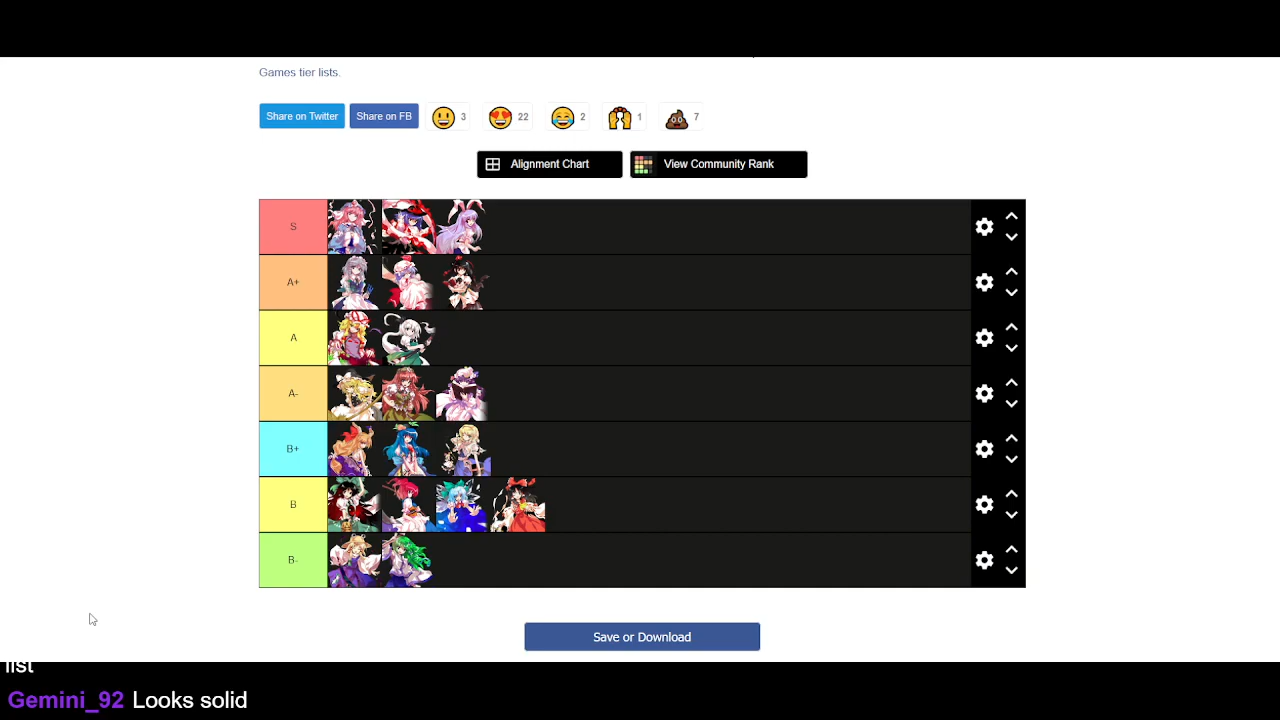 Games tier lists.
Share on Twitter Share on FB 3 22 2 1 7
Alignment Chart View Community Rank
S
A+
A
A-
B+
B
B-
Save or Download
list
Gemini_92 Looks solid